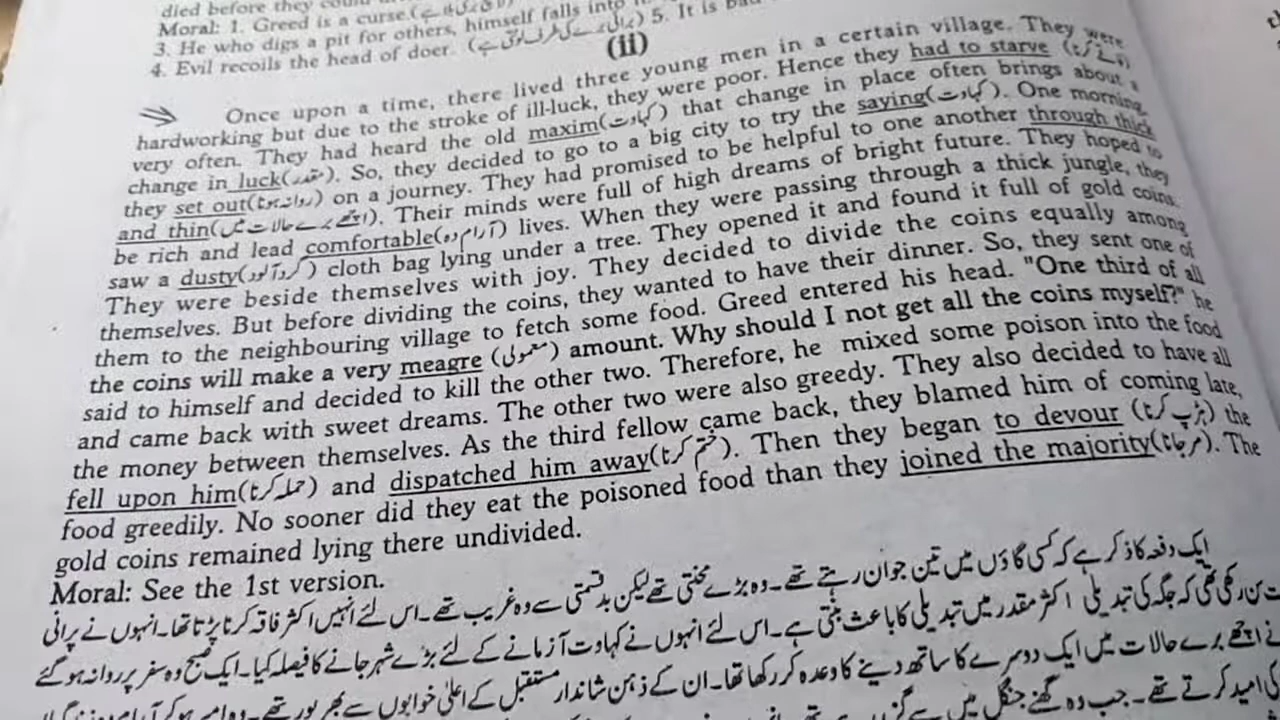 died before they could
Moral: 1. Greed is a curse.
3. He who digs a pit for others, himself falls into 5. It is bad
4. Evil recoils the head of doer.
(ii)
Once upon a time, there lived three young men in a certain village. They were
hardworking but due to the stroke of ill-luck, they were poor. Hence they had to starve
very often. They had heard the old maxim(کہاوت) that change in place often brings about a
change in luck(مقدر). So, they decided to go to a big city to try the saying(کہاوت). One morning,
they set out(روانہ ہونا) on a journey. They had promised to be helpful to one another through thick
and thin(اچھے برے حالات میں). Their minds were full of high dreams of bright future. They hoped to
be rich and lead comfortable(آرام دہ) lives. When they were passing through a thick jungle, they
saw a dusty(گرد آلود) cloth bag lying under a tree. They opened it and found it full of gold coins.
They were beside themselves with joy. They decided to divide the coins equally among
themselves. But before dividing the coins, they wanted to have their dinner. So, they sent one of
them to the neighbouring village to fetch some food. Greed entered his head. "One third of all
the coins will make a very meagre (معمولی) amount. Why should I not get all the coins myself?" he
said to himself and decided to kill the other two. Therefore, he mixed some poison into the food
and came back with sweet dreams. The other two were also greedy. They also decided to have all
the money between themselves. As the third fellow came back, they blamed him of coming late,
fell upon him(حملہ کرنا) and dispatched him away(ختم کرنا). Then they began to devour (ہڑپ کرنا) the
food greedily. No sooner did they eat the poisoned food than they joined the majority(مر جانا). The
gold coins remained lying there undivided.
Moral: See the 1st version.
ایک دفعہ کا ذکر ہے کہ کسی گاؤں میں تین جوان رہتے تھے۔ وہ بڑے محنتی تھے لیکن بدقسمتی سے وہ غریب تھے۔ اس لئے انہیں اکثر فاقہ کرنا پڑتا تھا۔ انہوں نے پرانی
سن رکھی تھی کہ جگہ کی تبدیلی اکثر مقدر میں تبدیلی کا باعث بنتی ہے۔ اس لئے انہوں نے کہاوت آزمانے کے لئے بڑے شہر جانے کا فیصلہ کیا۔ ایک صبح وہ سفر پر روانہ ہو گئے
نے اچھے برے حالات میں ایک دوسرے کا ساتھ دینے کا وعدہ کر رکھا تھا۔ ان کے ذہن شاندار مستقبل کے اعلیٰ خوابوں سے بھرپور تھے۔
کی امید کرتے تھے۔ جب وہ گھنے جنگل میں سے